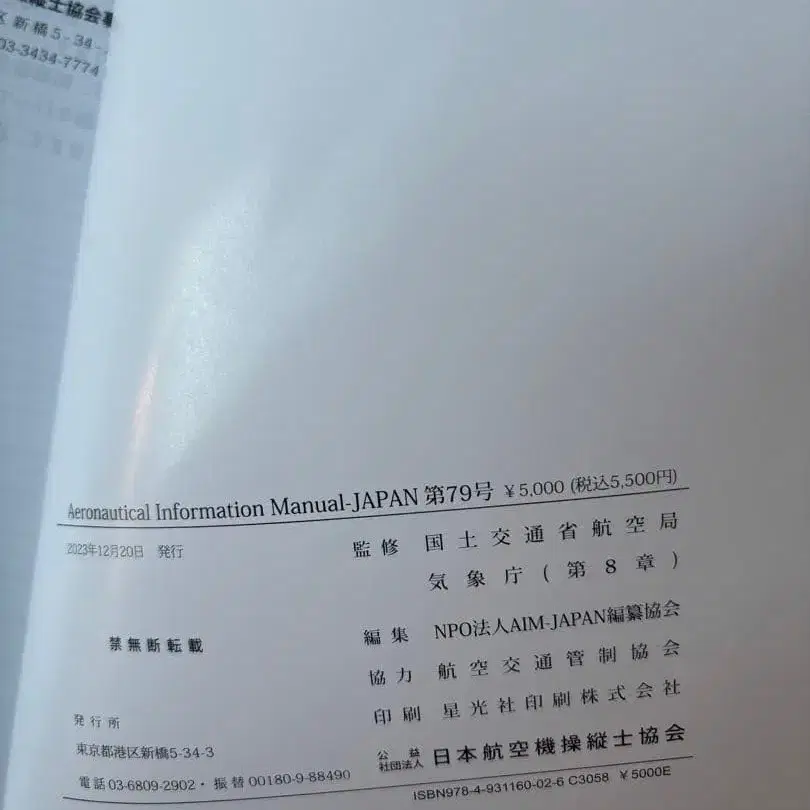 縦士協会
新橋5-34-
03-3434-7774
Aeronautical Information Manual-JAPAN 第79号 ￥5,000 (税込5,500円)
2023年12月20日 発行
監修 国土交通省航空局
気象庁(第8章)
禁無断転載
編集 NPO法人AIM-JAPAN編纂協会
協力 航空交通管制協会
印刷 星光社印刷株式会社
発行所
東京都港区新橋5-34-3
公益社団法人 日本航空機操縦士協会
電話 03-6809-2902・振替 00180-9-88490
ISBN978-4-931160-02-6 C3058 ￥5000E